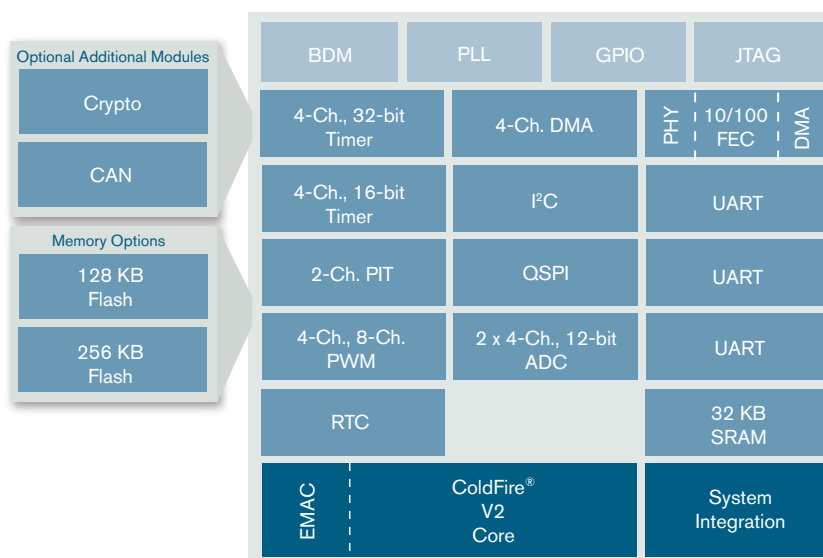 Optional Additional Modules
Crypto
CAN
Memory Options
128 KB
Flash
256 KB
Flash
BDM
PLL
GPIO
JTAG
4-Ch., 32-bit
Timer
4-Ch. DMA
PHY
10/100
FEC
DMA
4-Ch., 16-bit
Timer
I²C
UART
2-Ch. PIT
QSPI
UART
4-Ch., 8-Ch.
PWM
2 x 4-Ch., 12-bit
ADC
UART
RTC
32 KB
SRAM
EMAC
ColdFire®
V2
Core
System
Integration